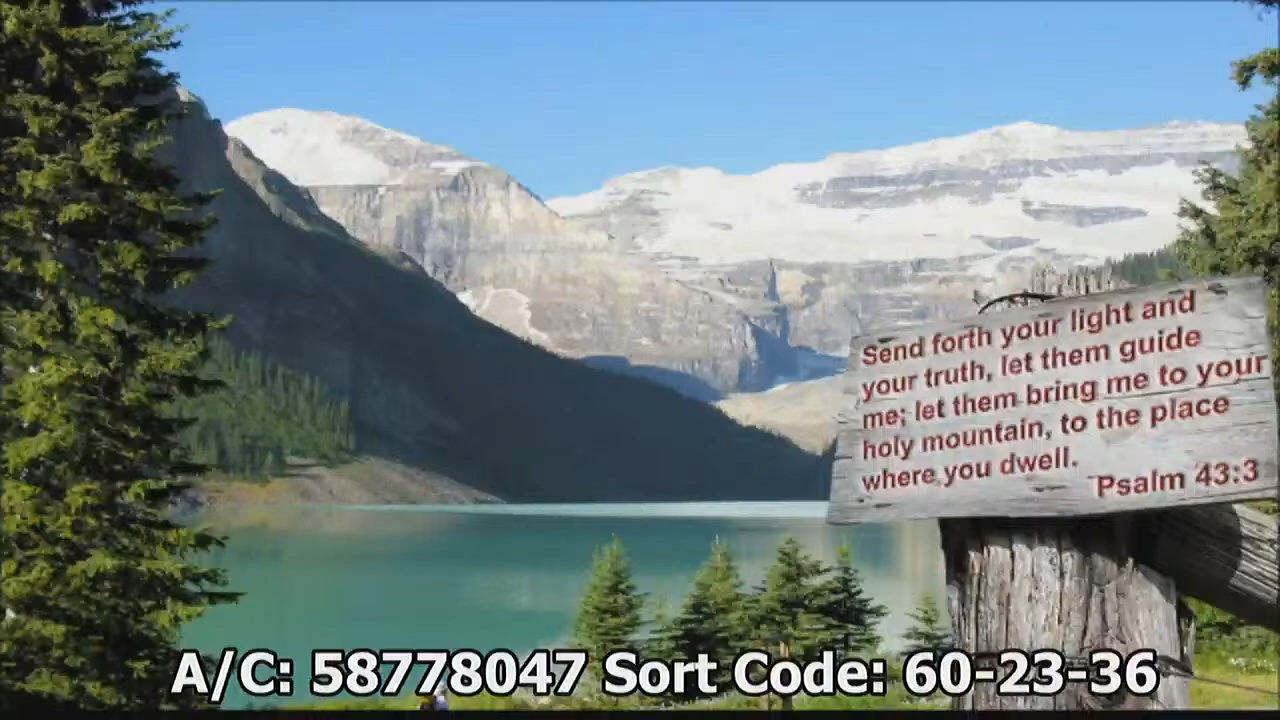 Send forth your light and
your truth, let them guide
me; let them bring me to your
holy mountain, to the place
where you dwell.
Psalm 43:3
A/C: 58778047 Sort Code: 60-23-36